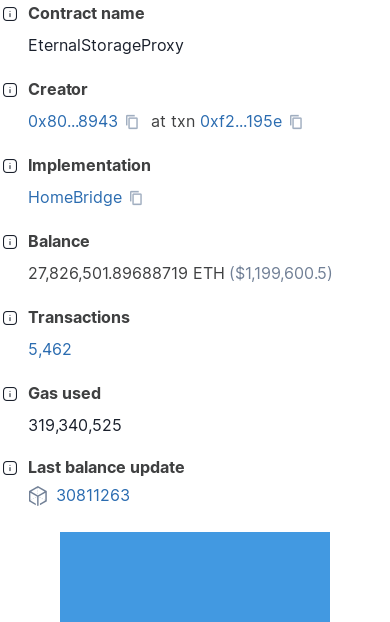 Contract name
EternalStorageProxy
Creator
0x80...8943 at txn 0xf2...195e
Implementation
HomeBridge
Balance
27,826,501.89688719 ETH ($1,199,600.5)
Transactions
5,462
Gas used
319,340,525
Last balance update
30811263